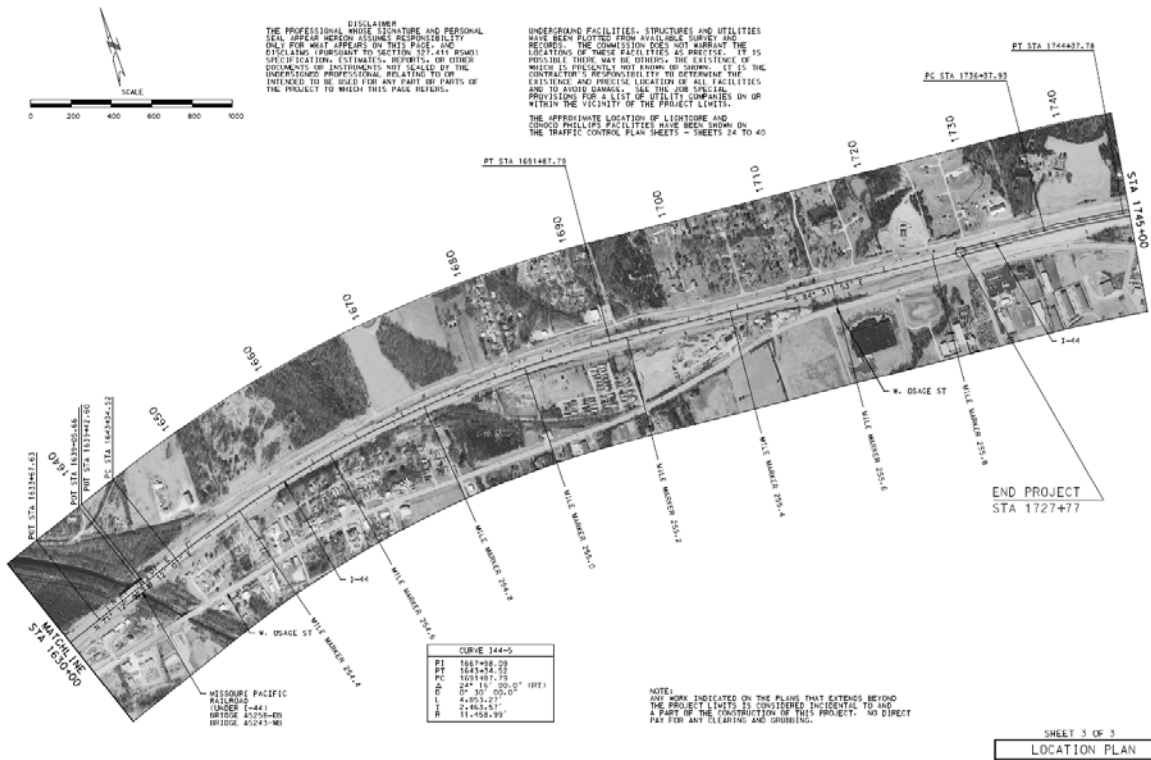 DISCLAIMER
THE PROFESSIONAL WHOSE SIGNATURE AND PERSONAL
SEAL APPEAR HEREON ASSUMES RESPONSIBILITY
ONLY FOR WHAT APPEARS ON THIS PAGE, AND
DISCLAIMS (PURSUANT TO SECTION 327.411 RSMO)
SPECIFICATION, ESTIMATES, REPORTS, OR OTHER
DOCUMENTS OR INSTRUMENTS NOT SEALED BY THE
UNDERSIGNED PROFESSIONAL RELATING TO OR
INTENDED TO BE USED FOR ANY PART OR PARTS OF
THE PROJECT TO WHICH THIS PAGE REFERS.
UNDERGROUND FACILITIES, STRUCTURES AND UTILITIES
HAVE BEEN PLOTTED FROM AVAILABLE SURVEY AND
RECORDS. THE COMMISSION DOES NOT WARRANT THE
LOCATIONS OF THESE FACILITIES AS PRECISE. IT IS
POSSIBLE THERE MAY BE OTHERS, THE EXISTENCE OF
WHICH IS PRESENTLY NOT KNOWN OR SHOWN. IT IS THE
CONTRACTOR'S RESPONSIBILITY TO DETERMINE THE
EXISTENCE AND PRECISE LOCATION OF ALL FACILITIES
AND TO AVOID DAMAGE. SEE THE JOB SPECIAL
PROVISIONS FOR A LIST OF UTILITY COMPANIES ON OR
WITHIN THE VICINITY OF THE PROJECT LIMITS.
THE APPROXIMATE LOCATION OF LIGHTCORE AND
CONOCO PHILLIPS FACILITIES HAVE BEEN SHOWN ON
THE TRAFFIC CONTROL PLAN SHEETS - SHEETS 24 TO 40
SCALE
0 200 400 600 800 1000
PT STA 1744+37.78
PC STA 1736+87.93
PT STA 1691+87.79
1740
1730
1720
1710
1700
1690
1680
1670
1660
1650
1640
STA 1745+00
S 84° 31' 53" E
PC STA 1643+34.52
POT STA 1639+42.60
POT STA 1639+05.66
POT STA 1633+67.63
I-44
W. OSAGE ST
MILE MARKER 255.8
MILE MARKER 255.6
MILE MARKER 255.4
MILE MARKER 255.2
MILE MARKER 255.0
MILE MARKER 254.8
MILE MARKER 254.6
MILE MARKER 254.4
END PROJECT
STA 1727+77
I-44
W. OSAGE ST
MATCHLINE
STA 1630+00
MISSOURI PACIFIC
RAILROAD
(UNDER I-44)
BRIDGE A5258-EB
BRIDGE A5243-WB
CURVE I44-5
PI 1667+98.09
PT 1643+34.52
PC 1691+87.79
Δ 24° 16' 00.0" (RT)
D 0° 30' 00.0"
L 4,853.27'
T 2,463.57'
R 11,458.99'
NOTE:
ANY WORK INDICATED ON THE PLANS THAT EXTENDS BEYOND
THE PROJECT LIMITS IS CONSIDERED INCIDENTAL TO AND
A PART OF THE CONSTRUCTION OF THIS PROJECT. NO DIRECT
PAY FOR ANY CLEARING AND GRUBBING.
SHEET 3 OF 3
LOCATION PLAN